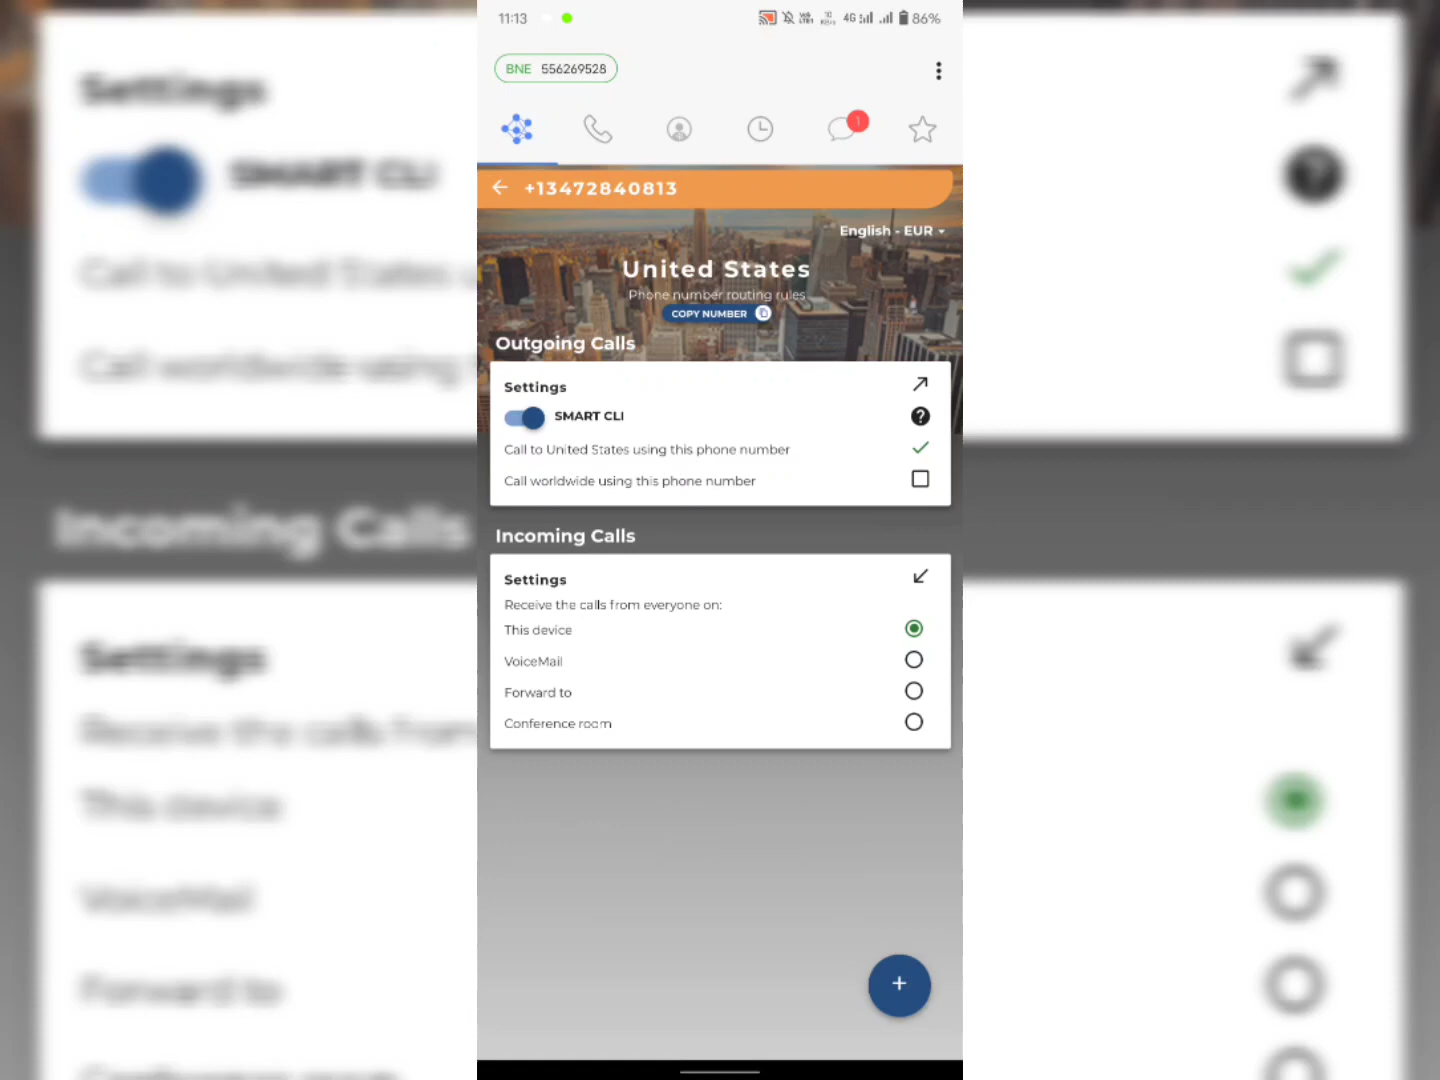 11:13
4G 86%
BNE 556269528
1
+13472840813
English - EUR
United States
Phone number routing rules
COPY NUMBER
Outgoing Calls
Settings
SMART CLI
Call to United States using this phone number
Call worldwide using this phone number
Incoming Calls
Settings
Receive the calls from everyone on:
This device
VoiceMail
Forward to
Conference room
+